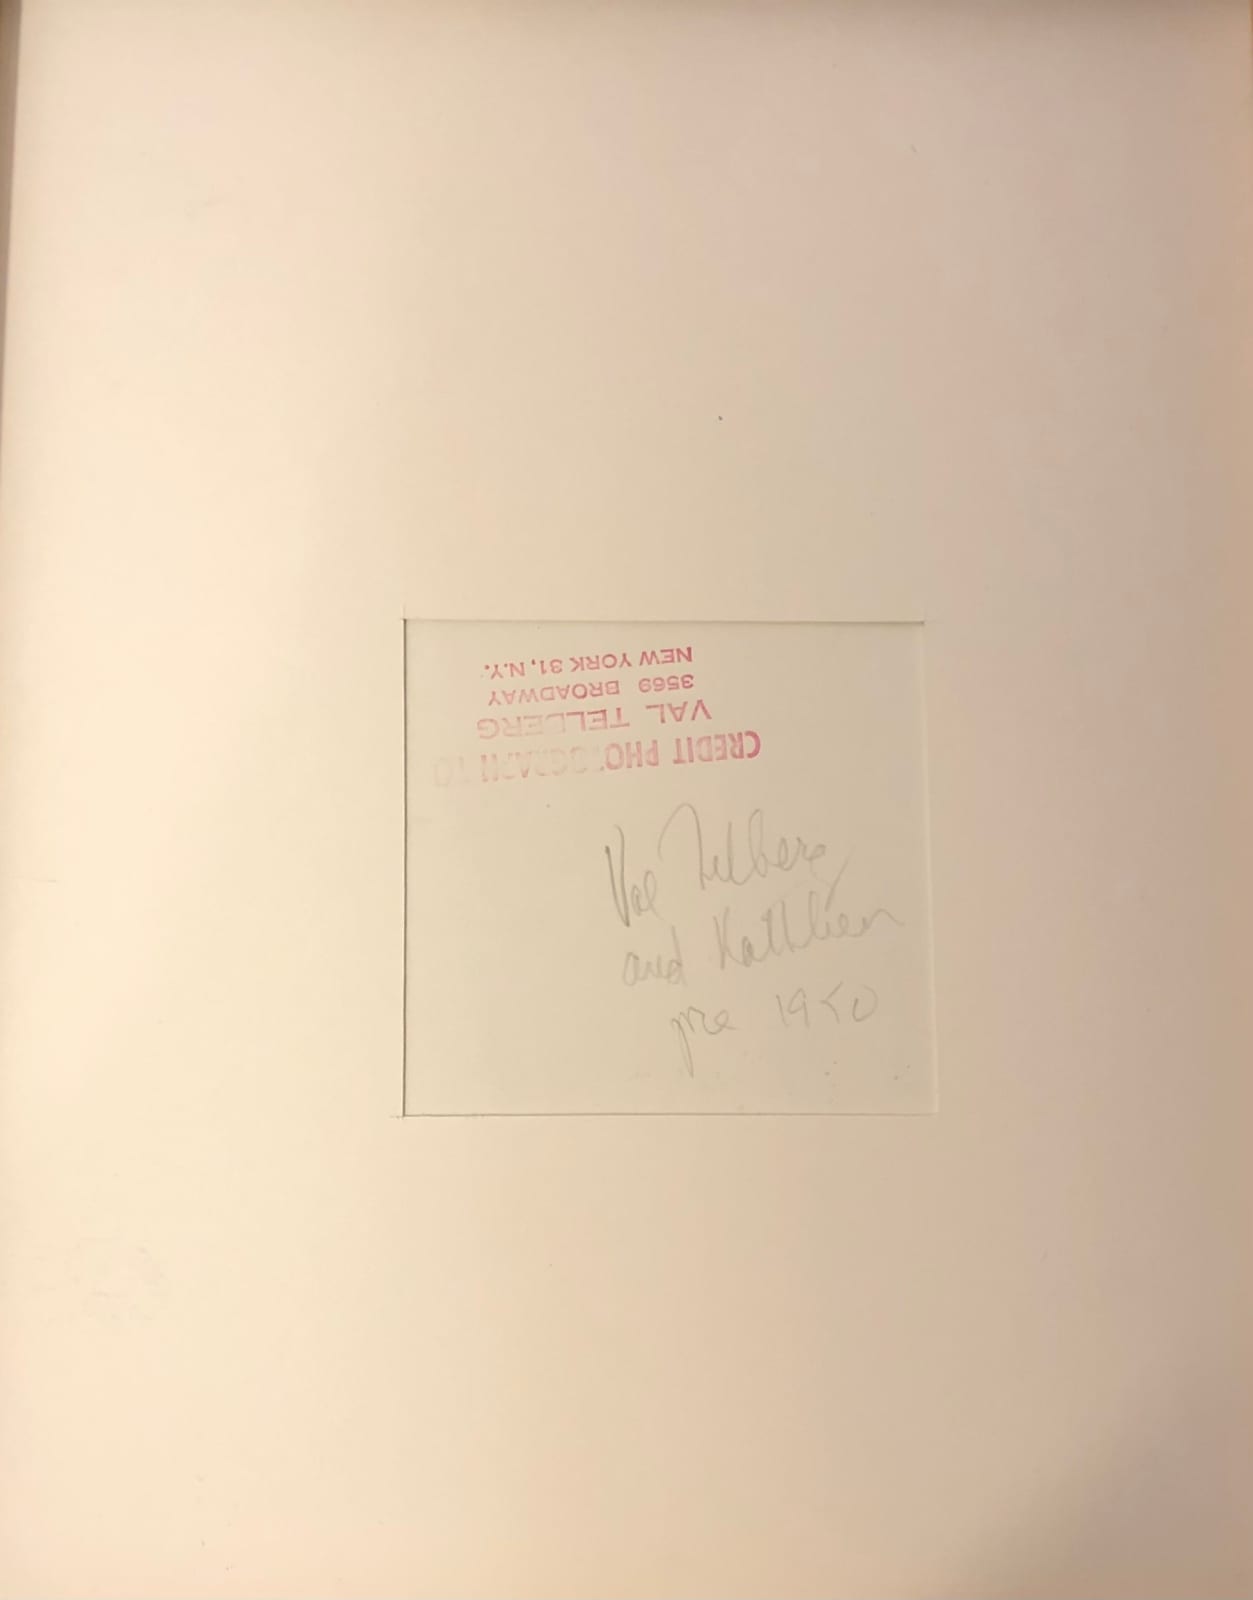 CREDIT PHOTOGRAPH TO
VAL TELBERG
3569 BROADWAY
NEW YORK 31, N.Y.
Val Telberg
and Kathleen
pre 1950